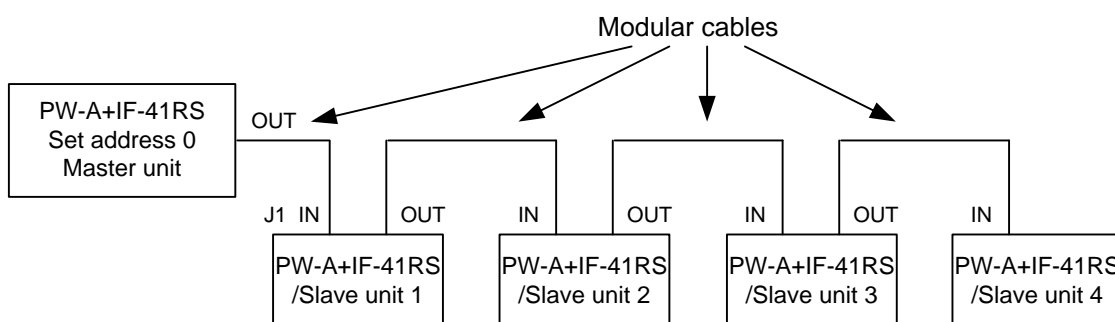 Modular cables
PW-A+IF-41RS
Set address 0
Master unit
OUT
J1 IN
OUT
IN
OUT
IN
OUT
IN
PW-A+IF-41RS
/Slave unit 1
PW-A+IF-41RS
/Slave unit 2
PW-A+IF-41RS
/Slave unit 3
PW-A+IF-41RS
/Slave unit 4